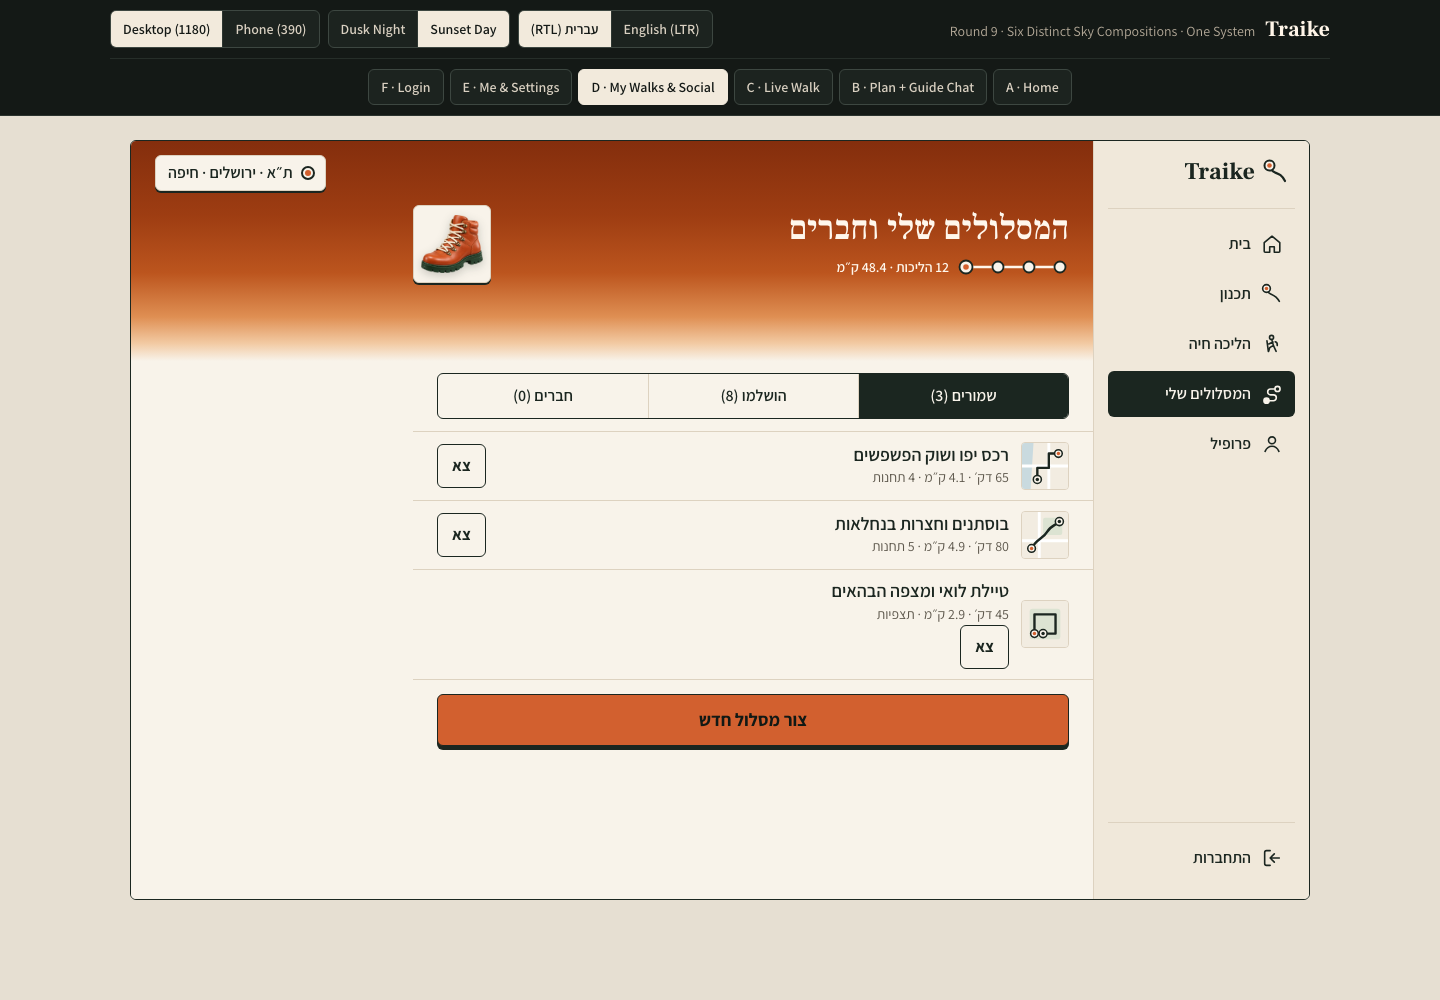 Traike
Round 9 · Six Distinct Sky Compositions · One System
עברית (RTL)
English (LTR)
Dusk Night
Sunset Day
Desktop (1180)
Phone (390)
A · Home
B · Plan + Guide Chat
C · Live Walk
D · My Walks & Social
E · Me & Settings
F · Login
Traike
בית
תכנון
הליכה חיה
המסלולים שלי
פרופיל
התחברות
ת״א · ירושלים · חיפה
המסלולים שלי וחברים
12 הליכות · 48.4 ק״מ
שמורים (3)
הושלמו (8)
חברים (0)
רכס יפו ושוק הפשפשים
65 דק׳ · 4.1 ק״מ · 4 תחנות
צא
בוסתנים וחצרות בנחלאות
80 דק׳ · 4.9 ק״מ · 5 תחנות
צא
טיילת לואי ומצפה הבהאים
45 דק׳ · 2.9 ק״מ · תצפיות
צא
צור מסלול חדש